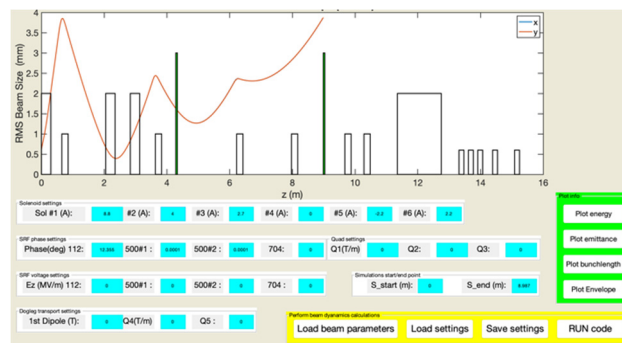 4
3.5
3
2.5
2
1.5
1
0.5
0
RMS Beam Size (mm)
x
y
0 2 4 6 8 10 12 14 16
z (m)
Solenoid settings
Sol #1 (A): #2 (A): 4 #3 (A): 2.7 #4 (A): 0 #5 (A): -2.2 #6 (A):
SRF phase settings
Phase(deg) 112: 500#1 : 0.0001 500#2 : 0.0001 704: 0
Quad settings
Q1(T/m) 0 Q2: 0 Q3: 0
SRF voltage settings
Ez (MV/m) 112: 0 500#1 : 0 500#2 : 0 704 : 0
Simulations start/end point
S_start (m): 0 S_end (m):
Dogleg transport settings
1st Dipole (T): 0 Q4(T/m) 0 Q5 : 0
Plot info
Plot energy
Plot emittance
Plot bunchlength
Plot Envelope
Perform beam dyanamics calculations
Load beam parameters Load settings Save settings RUN code